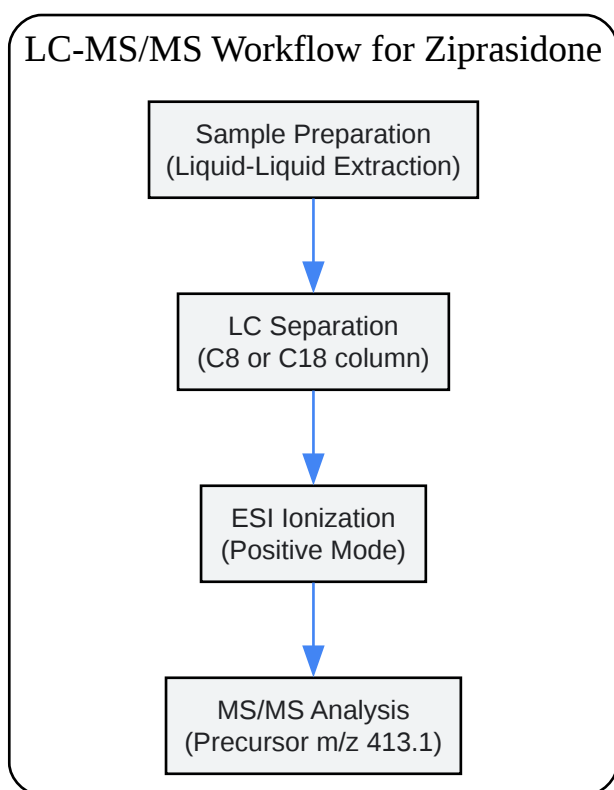 LC-MS/MS Workflow for Ziprasidone
Sample Preparation
(Liquid-Liquid Extraction)
LC Separation
(C8 or C18 column)
ESI Ionization
(Positive Mode)
MS/MS Analysis
(Precursor m/z 413.1)